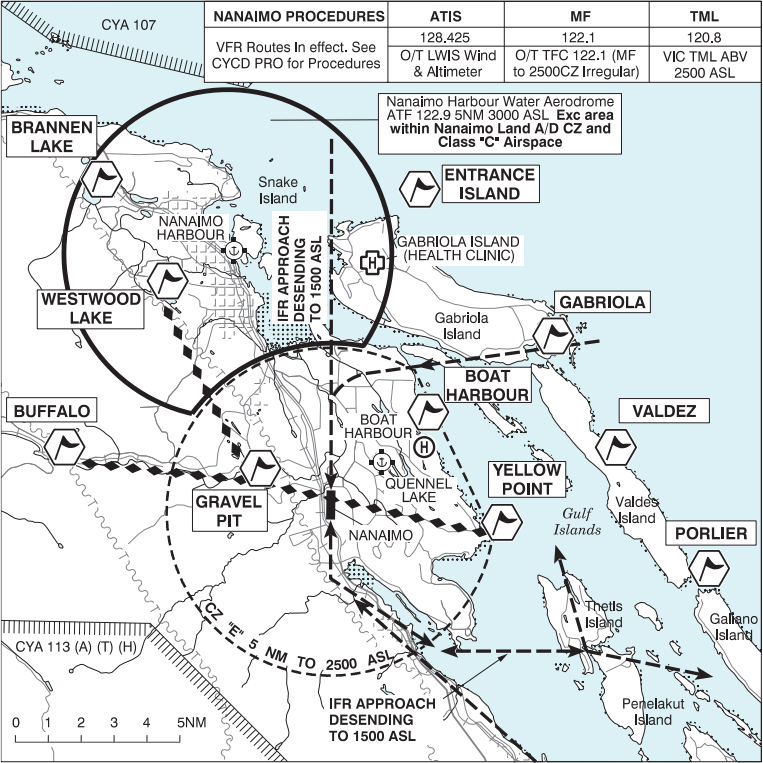 CYA 107
NANAIMO PROCEDURES
ATIS
MF
TML
VFR Routes In effect. See
CYCD PRO for Procedures
128.425
122.1
120.8
O/T LWIS Wind
& Altimeter
O/T TFC 122.1 (MF
to 2500CZ Irregular)
VIC TML ABV
2500 ASL
Nanaimo Harbour Water Aerodrome
ATF 122.9 5NM 3000 ASL Exc area
within Nanaimo Land A/D CZ and
Class "C" Airspace
BRANNEN
LAKE
ENTRANCE
ISLAND
Snake
Island
NANAIMO
HARBOUR
IFR APPROACH
DESENDING
TO 1500 ASL
H
GABRIOLA ISLAND
(HEALTH CLINIC)
WESTWOOD
LAKE
GABRIOLA
Gabriola
Island
BOAT
HARBOUR
BUFFALO
BOAT
HARBOUR
H
VALDEZ
QUENNEL
LAKE
YELLOW
POINT
GRAVEL
PIT
Gulf
Islands
Valdes
Island
NANAIMO
PORLIER
CZ "E" 5 NM TO 2500 ASL
Thetis
Island
Galiano
Island
CYA 113 (A) (T) (H)
IFR APPROACH
DESENDING
TO 1500 ASL
Penelakut
Island
0 1 2 3 4 5NM